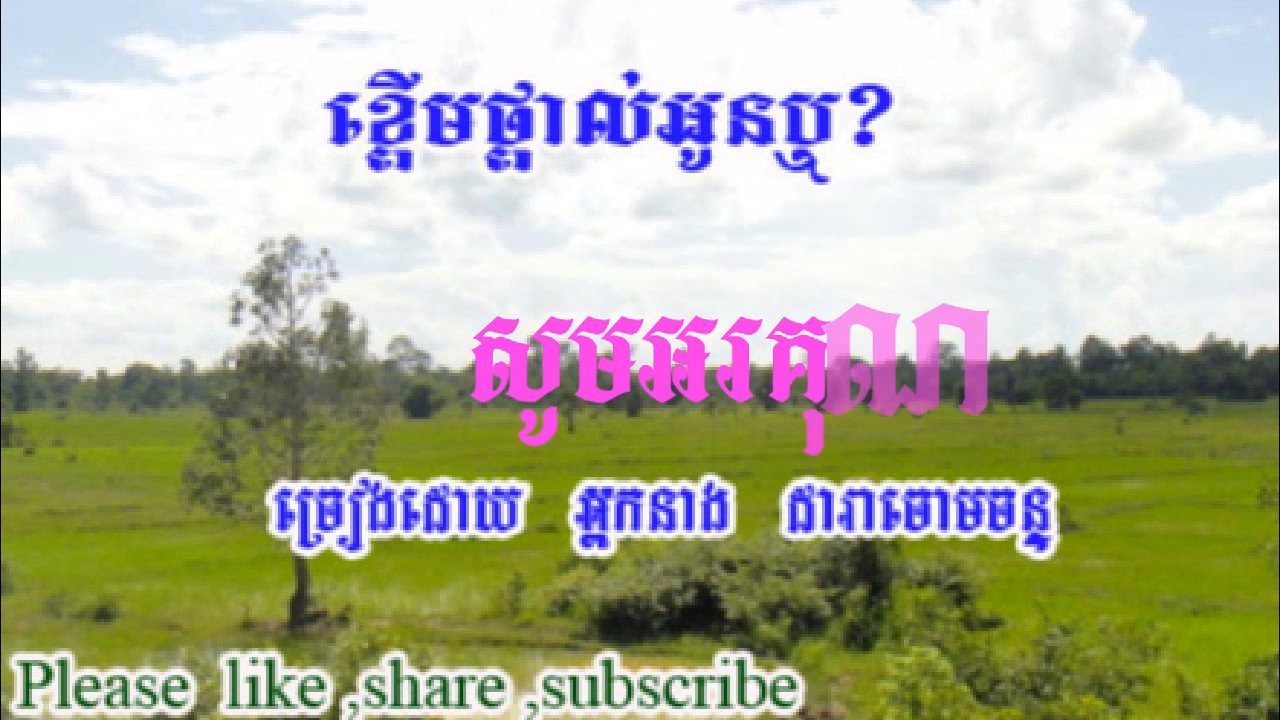 ខ្ញើមផ្ទាល់អូនឬ?
សូមអរគុណ
ច្រៀងដោយ អ្នកនាង ដារាចោមចន្ទ
Please like ,share ,subscribe